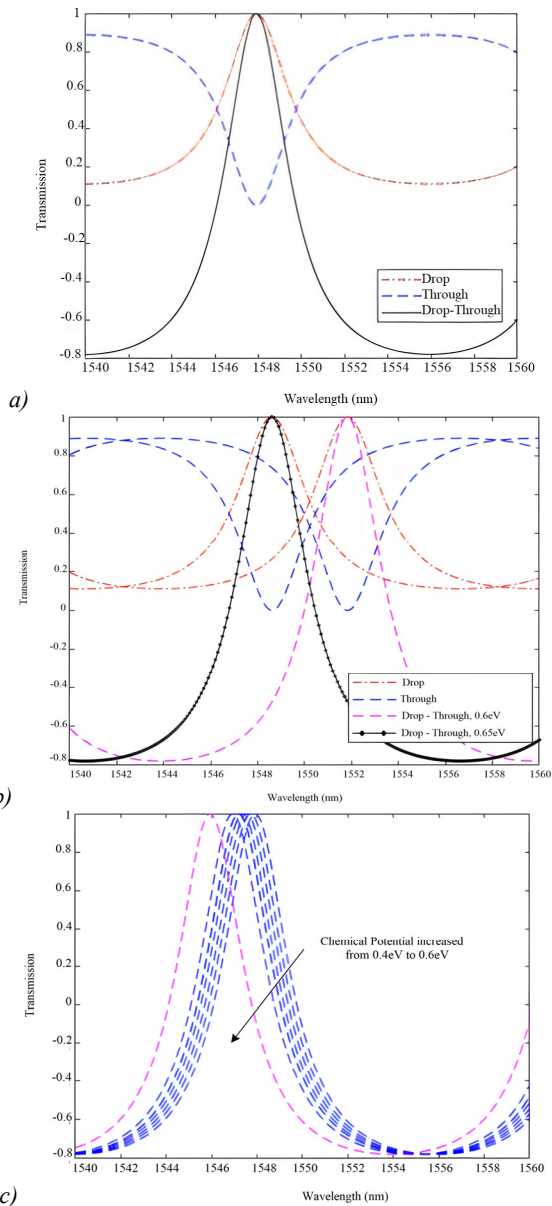 1
0.8
0.6
0.4
0.2
0
-0.2
-0.4
-0.6
-0.8
Transmission
Drop
Through
Drop-Through
1540 1542 1544 1546 1548 1550 1552 1554 1556 1558 1560
Wavelength (nm)
a)
1
0.8
0.6
0.4
0.2
0
-0.2
-0.4
-0.6
-0.8
Transmission
Drop
Through
Drop - Through, 0.6eV
Drop - Through, 0.65eV
1540 1542 1544 1546 1548 1550 1552 1554 1556 1558 1560
Wavelength (nm)
)
1
0.8
0.6
0.4
0.2
0
-0.2
-0.4
-0.6
-0.8
Transmission
Chemical Potential increased
from 0.4eV to 0.6eV
1540 1542 1544 1546 1548 1550 1552 1554 1556 1558 1560
Wavelength (nm)
c)